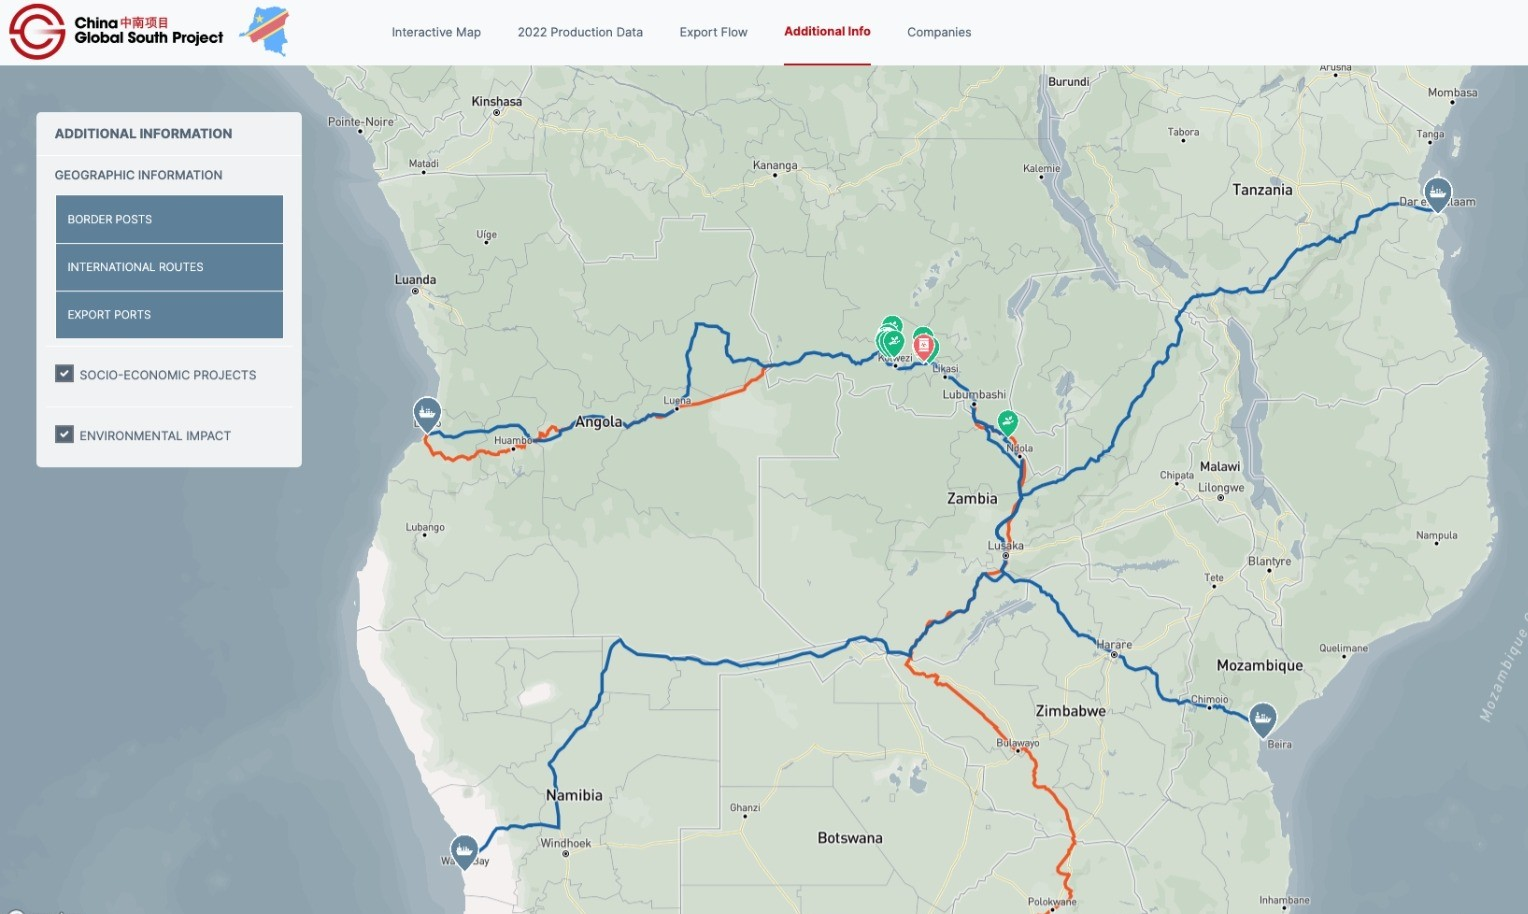 China 中南项目
Global South Project
Interactive Map
2022 Production Data
Export Flow
Additional Info
Companies
ADDITIONAL INFORMATION
GEOGRAPHIC INFORMATION
BORDER POSTS
INTERNATIONAL ROUTES
EXPORT PORTS
SOCIO-ECONOMIC PROJECTS
ENVIRONMENTAL IMPACT
Burundi
Arusha
Mombasa
Kinshasa
Pointe-Noire
Tabora
Tanga
Matadi
Kananga
Kalemie
Tanzania
Dar e laam
Uíge
Luanda
Likasi
Lubumbashi
Luena
Angola
Huambo
Ndola
Malawi
Chipata
Lilongwe
Zambia
Lubango
Lusaka
Nampula
Blantyre
Tete
Harare
Quelimane
Mozambique
Chimoio
Zimbabwe
Mozambique
Beira
Bulawayo
Namibia
Ghanzi
Botswana
Windhoek
Wa Bay
Polokwane
Inhambane